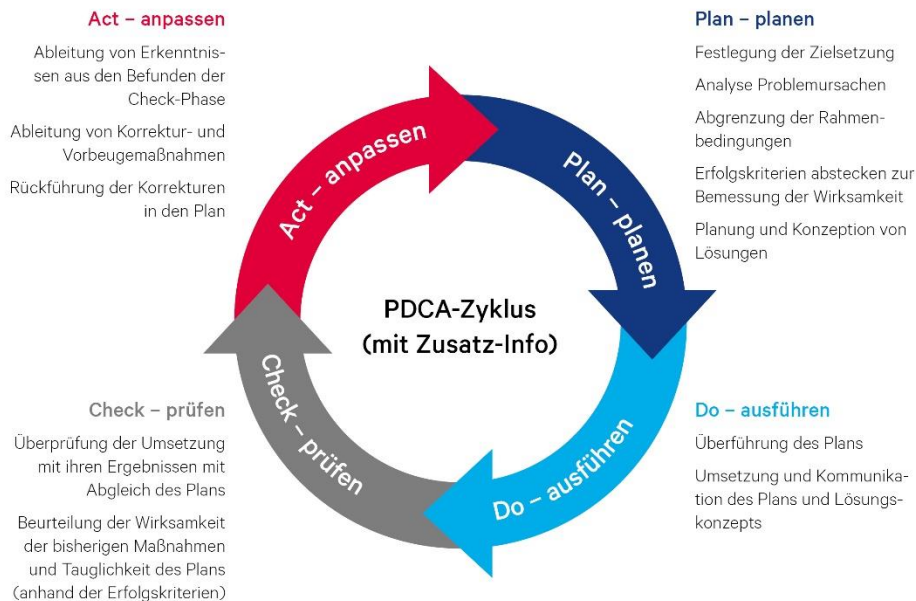 Act – anpassen
Ableitung von Erkenntnis-
sen aus den Befunden der
Check-Phase
Ableitung von Korrektur- und
Vorbeugemaßnahmen
Rückführung der Korrekturen
in den Plan
Plan – planen
Festlegung der Zielsetzung
Analyse Problemursachen
Abgrenzung der Rahmen-
bedingungen
Erfolgskriterien abstecken zur
Bemessung der Wirksamkeit
Planung und Konzeption von
Lösungen
Act – anpassen
Plan – planen
PDCA-Zyklus
(mit Zusatz-Info)
Check – prüfen
Do – ausführen
Check – prüfen
Überprüfung der Umsetzung
mit ihren Ergebnissen mit
Abgleich des Plans
Beurteilung der Wirksamkeit
der bisherigen Maßnahmen
und Tauglichkeit des Plans
(anhand der Erfolgskriterien)
Do – ausführen
Überführung des Plans
Umsetzung und Kommunika-
tion des Plans und Lösungs-
konzepts